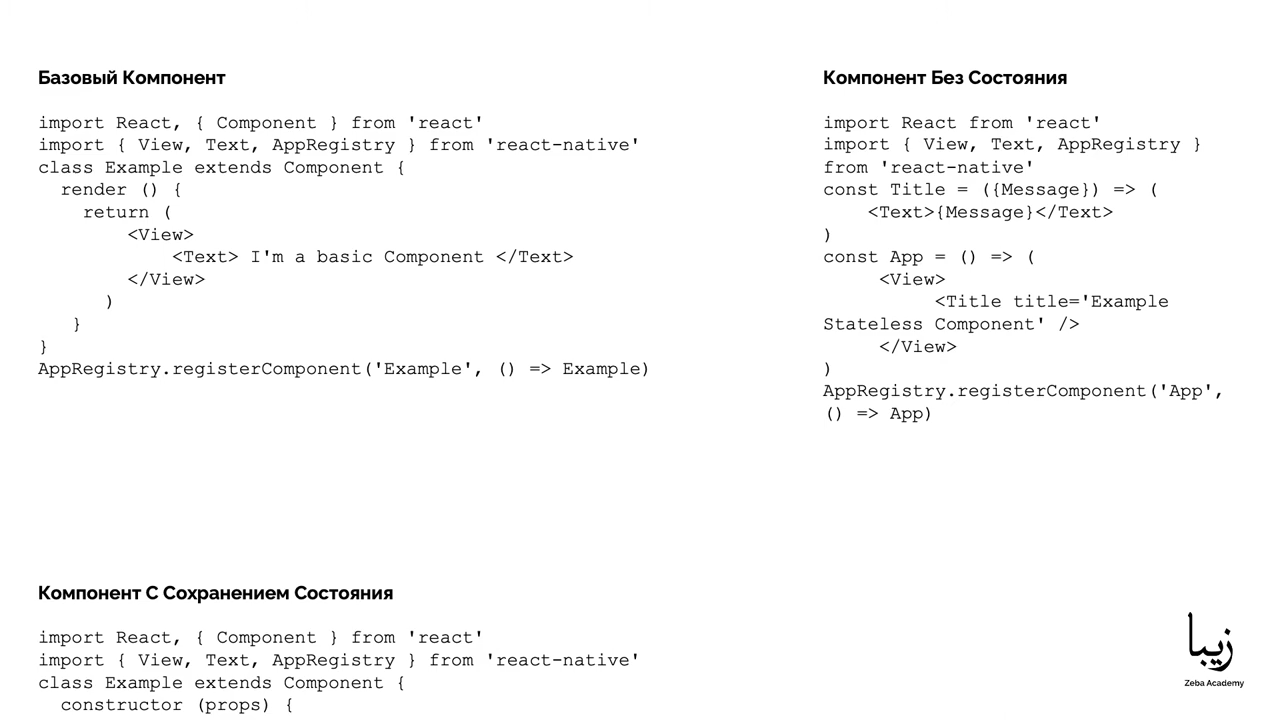 Базовый Компонент
import React, { Component } from 'react'
import { View, Text, AppRegistry } from 'react-native'
class Example extends Component {
  render () {
    return (
        <View>
            <Text> I'm a basic Component </Text>
        </View>
      )
   }
}
AppRegistry.registerComponent('Example', () => Example)
Компонент Без Состояния
import React from 'react'
import { View, Text, AppRegistry }
from 'react-native'
const Title = ({Message}) => (
    <Text>{Message}</Text>
)
const App = () => (
     <View>
          <Title title='Example
Stateless Component' />
     </View>
)
AppRegistry.registerComponent('App',
() => App)
Компонент С Сохранением Состояния
import React, { Component } from 'react'
import { View, Text, AppRegistry } from 'react-native'
class Example extends Component {
  constructor (props) {
زیبا
Zeba Academy